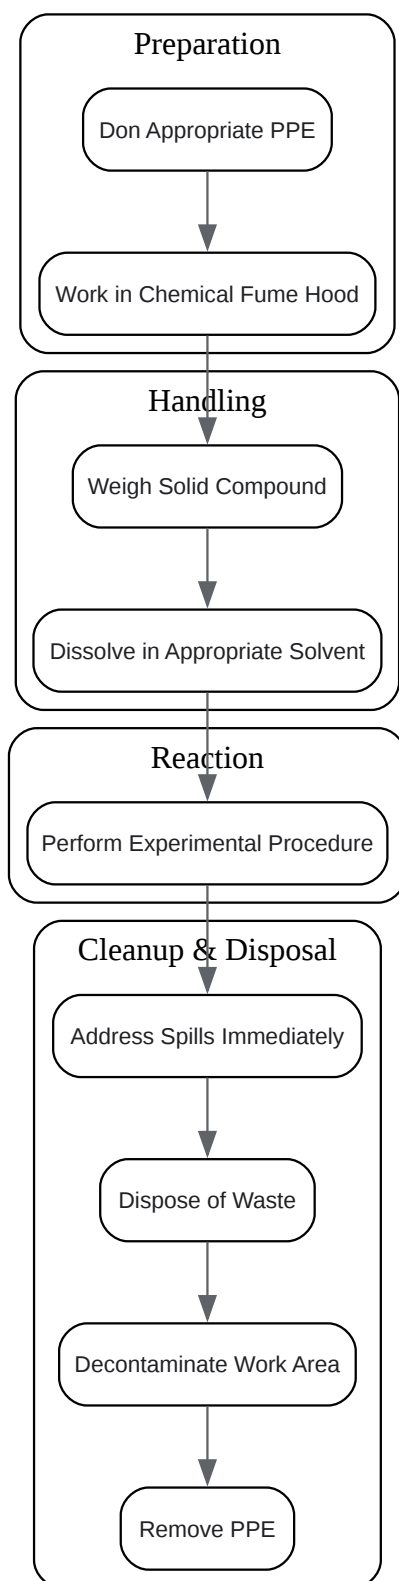 Preparation
Don Appropriate PPE
Work in Chemical Fume Hood
Handling
Weigh Solid Compound
Dissolve in Appropriate Solvent
Reaction
Perform Experimental Procedure
Cleanup & Disposal
Address Spills Immediately
Dispose of Waste
Decontaminate Work Area
Remove PPE